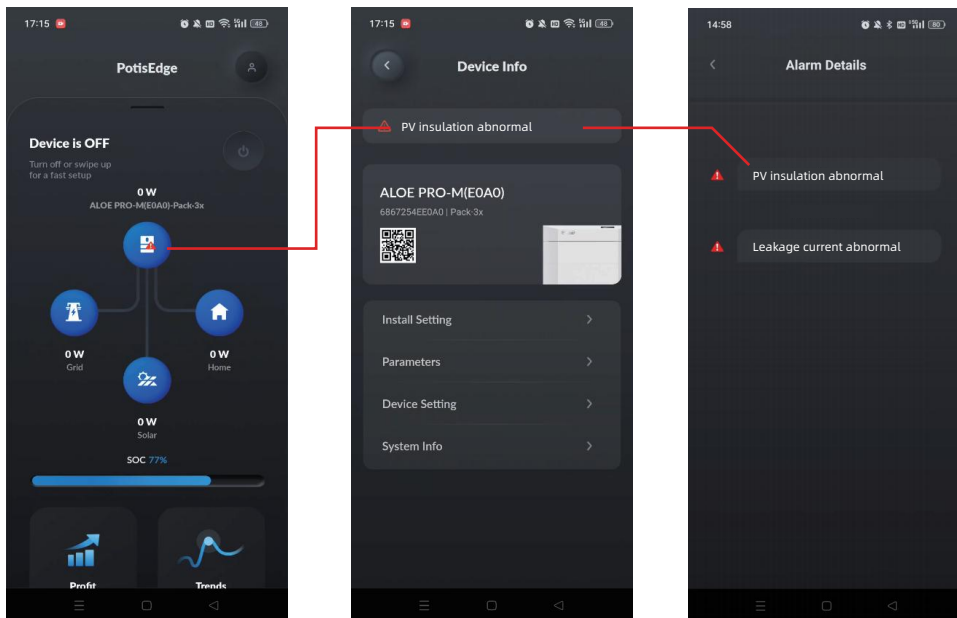 17:15
48
PotisEdge
Device is OFF
Turn off or swipe up
for a fast setup
0 W
ALOE PRO-M(E0A0)-Pack-3x
0 W
Grid
0 W
Home
0 W
Solar
SOC 77%
Profit
Trends
17:15
48
Device Info
PV insulation abnormal
ALOE PRO-M(E0A0)
6867254EE0A0 | Pack-3x
Install Setting
Parameters
Device Setting
System Info
14:58
80
Alarm Details
PV insulation abnormal
Leakage current abnormal